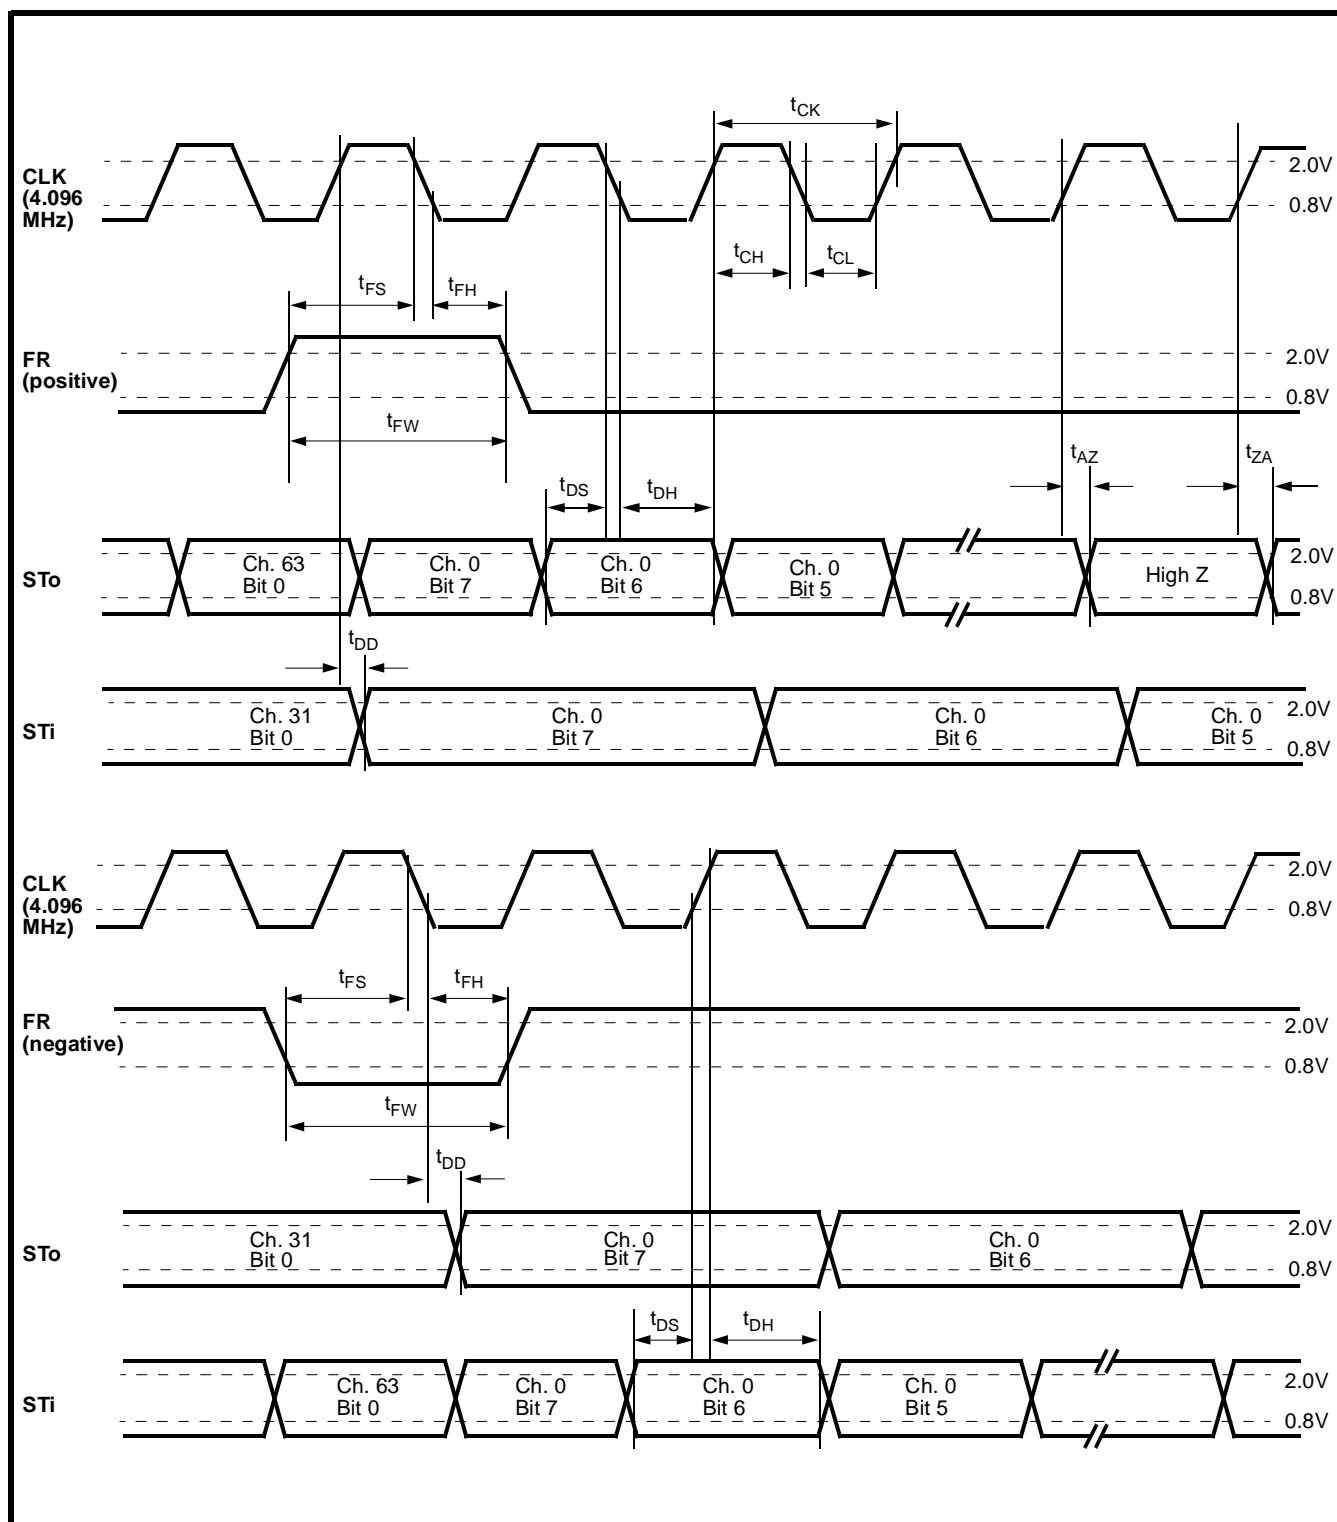 tCK
CLK
(4.096
MHz)
2.0V
0.8V
tCH
tCL
tFS
tFH
FR
(positive)
2.0V
0.8V
tFW
tAZ
tZA
tDS
tDH
STo
Ch. 63
Bit 0
Ch. 0
Bit 7
Ch. 0
Bit 6
Ch. 0
Bit 5
High Z
2.0V
0.8V
tDD
STi
Ch. 31
Bit 0
Ch. 0
Bit 7
Ch. 0
Bit 6
Ch. 0
Bit 5
2.0V
0.8V
CLK
(4.096
MHz)
2.0V
0.8V
tFS
tFH
FR
(negative)
2.0V
0.8V
tFW
tDD
STo
Ch. 31
Bit 0
Ch. 0
Bit 7
Ch. 0
Bit 6
2.0V
0.8V
tDS
tDH
STi
Ch. 63
Bit 0
Ch. 0
Bit 7
Ch. 0
Bit 6
Ch. 0
Bit 5
2.0V
0.8V